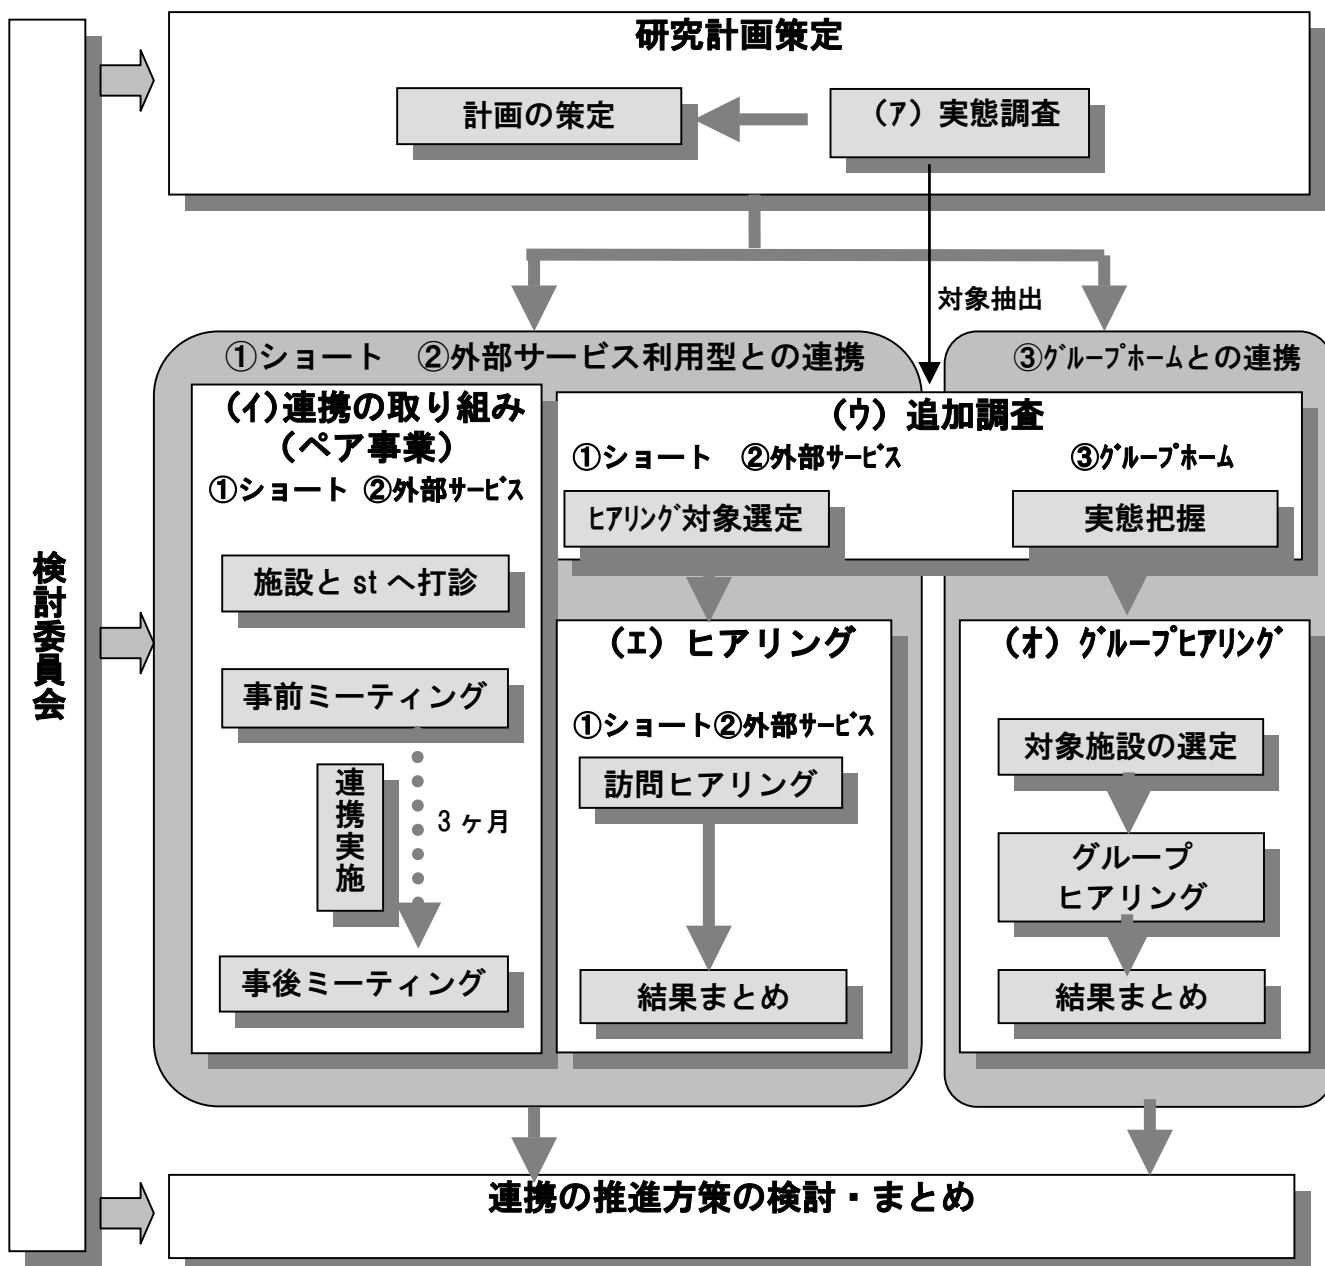 研究計画策定
計画の策定
（ｱ）実態調査
対象抽出
検討委員会
①ショート　②外部サービス利用型との連携
③ｸﾞﾙｰﾌﾟﾎｰﾑとの連携
（ｲ）連携の取り組み
（ペア事業）
①ショート ②外部ｻｰﾋﾞｽ
施設と st へ打診
事前ミーティング
連携実施
3 ヶ月
事後ミーティング
（ｳ）追加調査
①ショート　②外部ｻｰﾋﾞｽ
③ｸﾞﾙｰﾌﾟﾎｰﾑ
ﾋｱﾘﾝｸﾞ対象選定
実態把握
（ｴ）ヒアリング
①ショート②外部ｻｰﾋﾞｽ
訪問ヒアリング
結果まとめ
（ｵ）ｸﾞﾙｰﾌﾟﾋｱﾘﾝｸﾞ
対象施設の選定
グループ
ヒアリング
結果まとめ
連携の推進方策の検討・まとめ